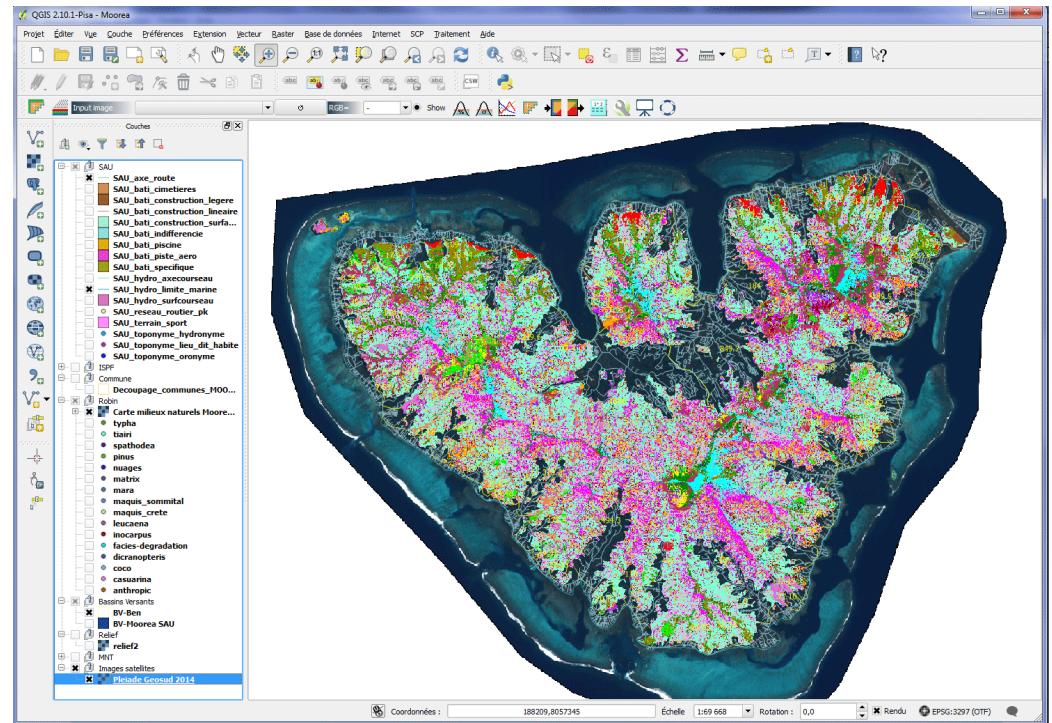 QGIS 2.10.1-Pisa - Moorea
Projet Éditer Vue Couche Préférences Extension Vecteur Raster Base de données Internet SCP Traitement Aide
Input image RGB= - Show
Couches
SAU
SAU_axe_route
SAU_bati_cimetieres
SAU_bati_construction_legere
SAU_bati_construction_lineaire
SAU_bati_construction_surfa...
SAU_bati_indifferencie
SAU_bati_piscine
SAU_bati_piste_aero
SAU_bati_specifique
SAU_hydro_axecourseau
SAU_hydro_limite_marine
SAU_hydro_surfcourseau
SAU_reseau_routier_pk
SAU_terrain_sport
SAU_toponyme_hydronyme
SAU_toponyme_lieu_dit_habite
SAU_toponyme_oronyme
ISPF
Commune
Decoupage_communes_MOO...
Robin
Carte milieux naturels Moore...
typha
tiairi
spathodea
pinus
nuages
matrix
mara
maquis_sommital
maquis_crete
leucaena
inocarpus
facies-degradation
dicranopteris
coco
casuarina
anthropic
Bassins Versants
BV-Ben
BV-Moorea SAU
Relief
relief2
MNT
Images satellites
Pleiade Geosud 2014
Coordonnées : 188209,8057345 Échelle 1:69 668 Rotation : 0,0 Rendu EPSG:3297 (OTF)